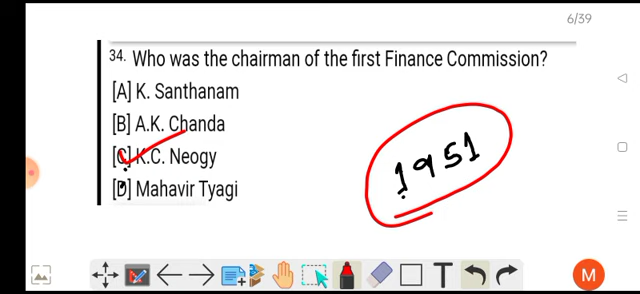 6/39
34. Who was the chairman of the first Finance Commission?
[A] K. Santhanam
[B] A.K. Chanda
[C] K.C. Neogy
[D] Mahavir Tyagi
1951
T
M